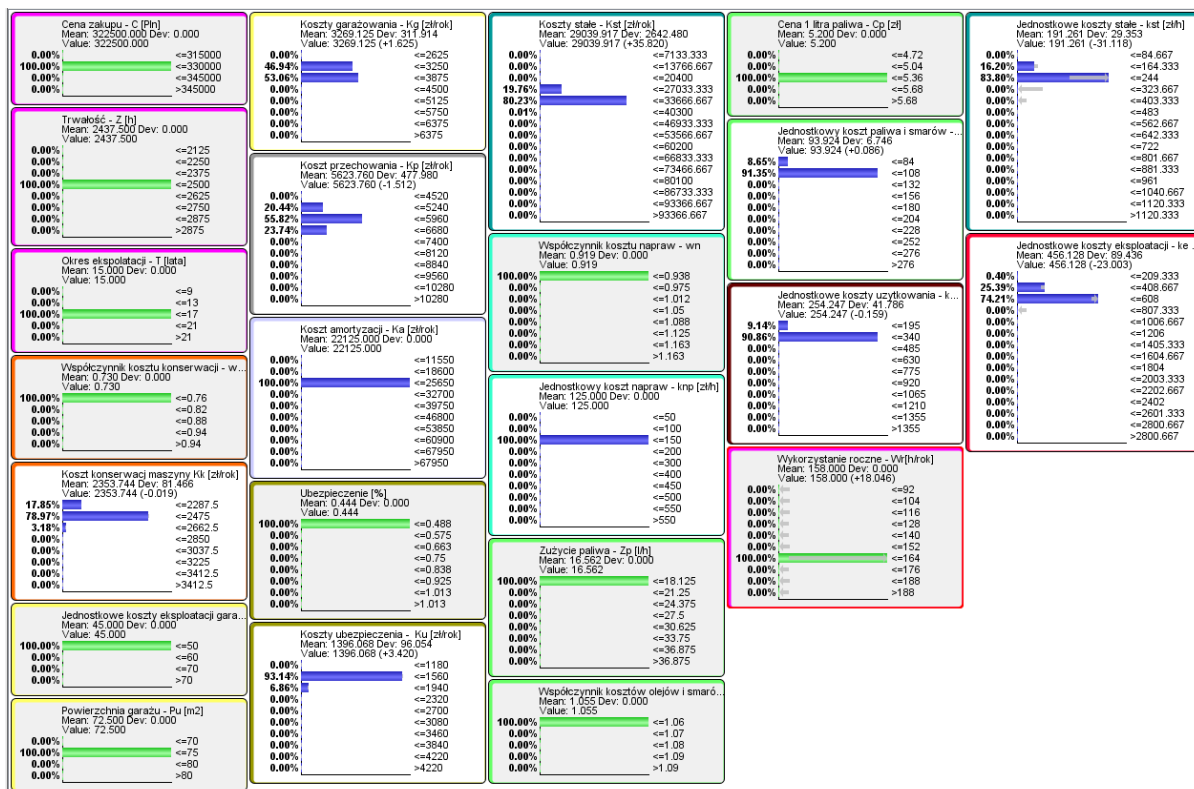 Cena zakupu - C [Pln]
Mean: 322500.000 Dev: 0.000
Value: 322500.000
0.00% <=315000
100.00% <=330000
0.00% <=345000
0.00% >345000
Trwałość - Z [h]
Mean: 2437.500 Dev: 0.000
Value: 2437.500
0.00% <=2125
0.00% <=2250
0.00% <=2375
100.00% <=2500
0.00% <=2625
0.00% <=2750
0.00% <=2875
0.00% >2875
Okres ekspolatacji - T [lata]
Mean: 15.000 Dev: 0.000
Value: 15.000
0.00% <=9
0.00% <=13
100.00% <=17
0.00% <=21
0.00% >21
Współczynnik kosztu konserwacji - w...
Mean: 0.730 Dev: 0.000
Value: 0.730
100.00% <=0.76
0.00% <=0.82
0.00% <=0.88
0.00% <=0.94
0.00% >0.94
Koszt konserwacj maszyny Kk [zł/rok]
Mean: 2353.744 Dev: 81.466
Value: 2353.744 (-0.019)
17.85% <=2287.5
78.97% <=2475
3.18% <=2662.5
0.00% <=2850
0.00% <=3037.5
0.00% <=3225
0.00% <=3412.5
0.00% >3412.5
Jednostkowe koszty eksploatacji gara...
Mean: 45.000 Dev: 0.000
Value: 45.000
100.00% <=50
0.00% <=60
0.00% <=70
0.00% >70
Powierzchnia garażu - Pu [m2]
Mean: 72.500 Dev: 0.000
Value: 72.500
0.00% <=70
100.00% <=75
0.00% <=80
0.00% >80
Koszty garażowania - Kg [zł/rok]
Mean: 3269.125 Dev: 311.914
Value: 3269.125 (+1.625)
0.00% <=2625
46.94% <=3250
53.06% <=3875
0.00% <=4500
0.00% <=5125
0.00% <=5750
0.00% <=6375
0.00% >6375
Koszt przechowania - Kp [zł/rok]
Mean: 5623.760 Dev: 477.980
Value: 5623.760 (-1.512)
0.00% <=4520
20.44% <=5240
55.82% <=5960
23.74% <=6680
0.00% <=7400
0.00% <=8120
0.00% <=8840
0.00% <=9560
0.00% <=10280
0.00% >10280
Koszt amortyzacji - Ka [zł/rok]
Mean: 22125.000 Dev: 0.000
Value: 22125.000
0.00% <=11550
0.00% <=18600
100.00% <=25650
0.00% <=32700
0.00% <=39750
0.00% <=46800
0.00% <=53850
0.00% <=60900
0.00% <=67950
0.00% >67950
Ubezpieczenie [%]
Mean: 0.444 Dev: 0.000
Value: 0.444
100.00% <=0.488
0.00% <=0.575
0.00% <=0.663
0.00% <=0.75
0.00% <=0.838
0.00% <=0.925
0.00% <=1.013
0.00% >1.013
Koszty ubezpieczenia - Ku [zł/rok]
Mean: 1396.068 Dev: 96.054
Value: 1396.068 (+3.420)
0.00% <=1180
93.14% <=1560
6.86% <=1940
0.00% <=2320
0.00% <=2700
0.00% <=3080
0.00% <=3460
0.00% <=3840
0.00% <=4220
0.00% >4220
Koszty stałe - Kst [zł/rok]
Mean: 29039.917 Dev: 2642.480
Value: 29039.917 (+35.820)
0.00% <=7133.333
0.00% <=13766.667
0.00% <=20400
19.76% <=27033.333
80.23% <=33666.667
0.01% <=40300
0.00% <=46933.333
0.00% <=53566.667
0.00% <=60200
0.00% <=66833.333
0.00% <=73466.667
0.00% <=80100
0.00% <=86733.333
0.00% <=93366.667
0.00% >93366.667
Współczynnik kosztu napraw - wn
Mean: 0.919 Dev: 0.000
Value: 0.919
100.00% <=0.938
0.00% <=0.975
0.00% <=1.012
0.00% <=1.05
0.00% <=1.088
0.00% <=1.125
0.00% <=1.163
0.00% >1.163
Jednostkowy koszt napraw - knp [zł/h]
Mean: 125.000 Dev: 0.000
Value: 125.000
0.00% <=50
0.00% <=100
100.00% <=150
0.00% <=200
0.00% <=300
0.00% <=400
0.00% <=450
0.00% <=500
0.00% <=550
0.00% >550
Zużycie paliwa - Zp [l/h]
Mean: 16.562 Dev: 0.000
Value: 16.562
100.00% <=18.125
0.00% <=21.25
0.00% <=24.375
0.00% <=27.5
0.00% <=30.625
0.00% <=33.75
0.00% <=36.875
0.00% >36.875
Współczynnik kosztów olejów i smaró...
Mean: 1.055 Dev: 0.000
Value: 1.055
100.00% <=1.06
0.00% <=1.07
0.00% <=1.08
0.00% <=1.09
0.00% >1.09
Cena 1 litra paliwa - Cp [zł]
Mean: 5.200 Dev: 0.000
Value: 5.200
0.00% <=4.72
0.00% <=5.04
100.00% <=5.36
0.00% <=5.68
0.00% >5.68
Jednostkowy koszt paliwa i smarów - ...
Mean: 93.924 Dev: 6.746
Value: 93.924 (+0.086)
8.65% <=84
91.35% <=108
0.00% <=132
0.00% <=156
0.00% <=180
0.00% <=204
0.00% <=228
0.00% <=252
0.00% <=276
0.00% >276
Jednostkowe koszty uzytkowania - k...
Mean: 254.247 Dev: 41.786
Value: 254.247 (-0.159)
9.14% <=195
90.86% <=340
0.00% <=485
0.00% <=630
0.00% <=775
0.00% <=920
0.00% <=1065
0.00% <=1210
0.00% <=1355
0.00% >1355
Wykorzystanie roczne - Wr[h/rok]
Mean: 158.000 Dev: 0.000
Value: 158.000 (+18.046)
0.00% <=92
0.00% <=104
0.00% <=116
0.00% <=128
0.00% <=140
0.00% <=152
100.00% <=164
0.00% <=176
0.00% <=188
0.00% >188
Jednostkowe koszty stałe - kst [zł/h]
Mean: 191.261 Dev: 29.353
Value: 191.261 (-31.118)
0.00% <=84.667
16.20% <=164.333
83.80% <=244
0.00% <=323.667
0.00% <=403.333
0.00% <=483
0.00% <=562.667
0.00% <=642.333
0.00% <=722
0.00% <=801.667
0.00% <=881.333
0.00% <=961
0.00% <=1040.667
0.00% <=1120.333
0.00% >1120.333
Jednostkowe koszty eksploatacji - ke ..
Mean: 456.128 Dev: 89.436
Value: 456.128 (-23.003)
0.40% <=209.333
25.39% <=408.667
74.21% <=608
0.00% <=807.333
0.00% <=1006.667
0.00% <=1206
0.00% <=1405.333
0.00% <=1604.667
0.00% <=1804
0.00% <=2003.333
0.00% <=2202.667
0.00% <=2402
0.00% <=2601.333
0.00% <=2800.667
0.00% >2800.667